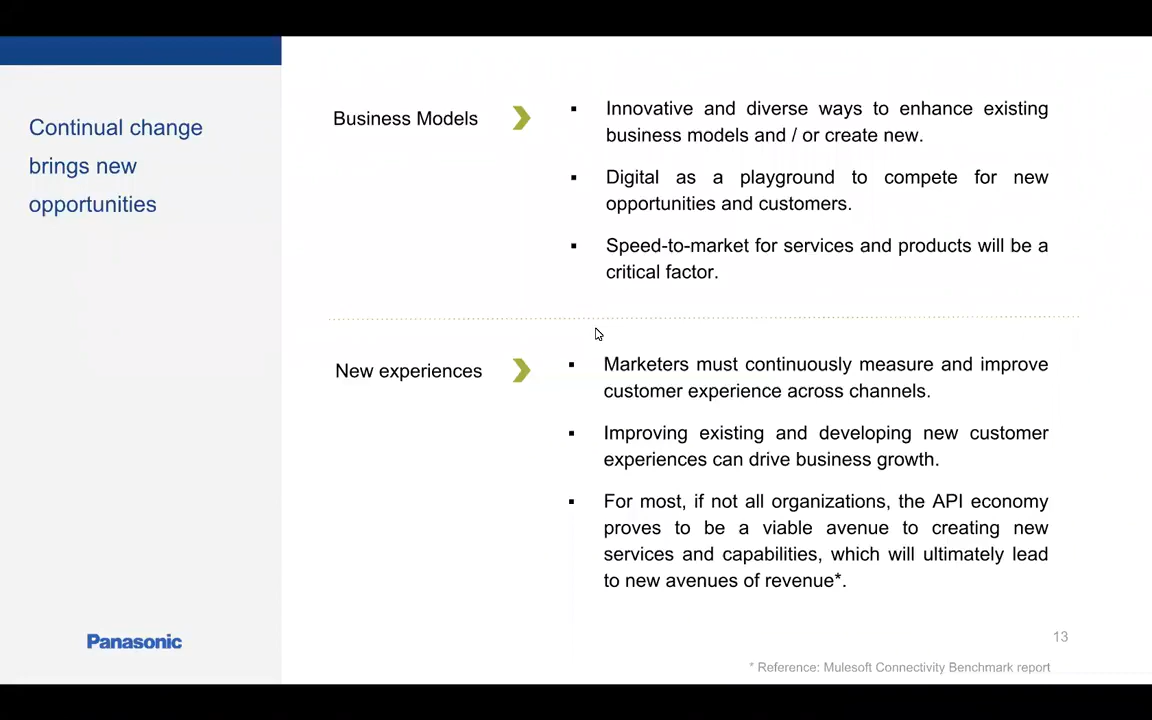 Continual change
brings new
opportunities
Business Models
▪ Innovative and diverse ways to enhance existing
business models and / or create new.
▪ Digital as a playground to compete for new
opportunities and customers.
▪ Speed-to-market for services and products will be a
critical factor.
New experiences
▪ Marketers must continuously measure and improve
customer experience across channels.
▪ Improving existing and developing new customer
experiences can drive business growth.
▪ For most, if not all organizations, the API economy
proves to be a viable avenue to creating new
services and capabilities, which will ultimately lead
to new avenues of revenue*.
Panasonic
13
* Reference: Mulesoft Connectivity Benchmark report